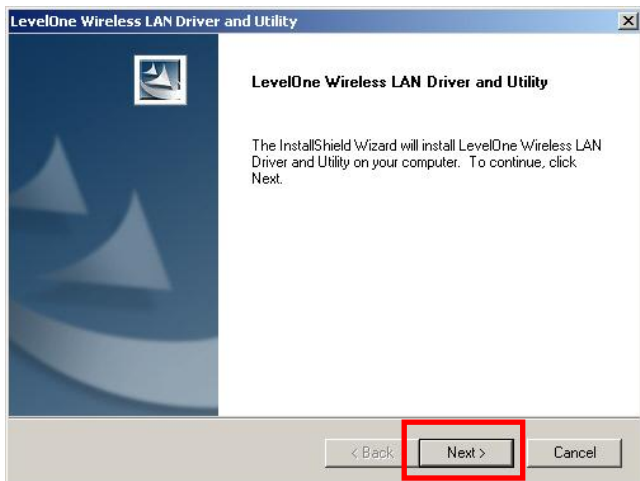 LevelOne Wireless LAN Driver and Utility
LevelOne Wireless LAN Driver and Utility
The InstallShield Wizard will install LevelOne Wireless LAN
Driver and Utility on your computer. To continue, click
Next.
< Back Next > Cancel